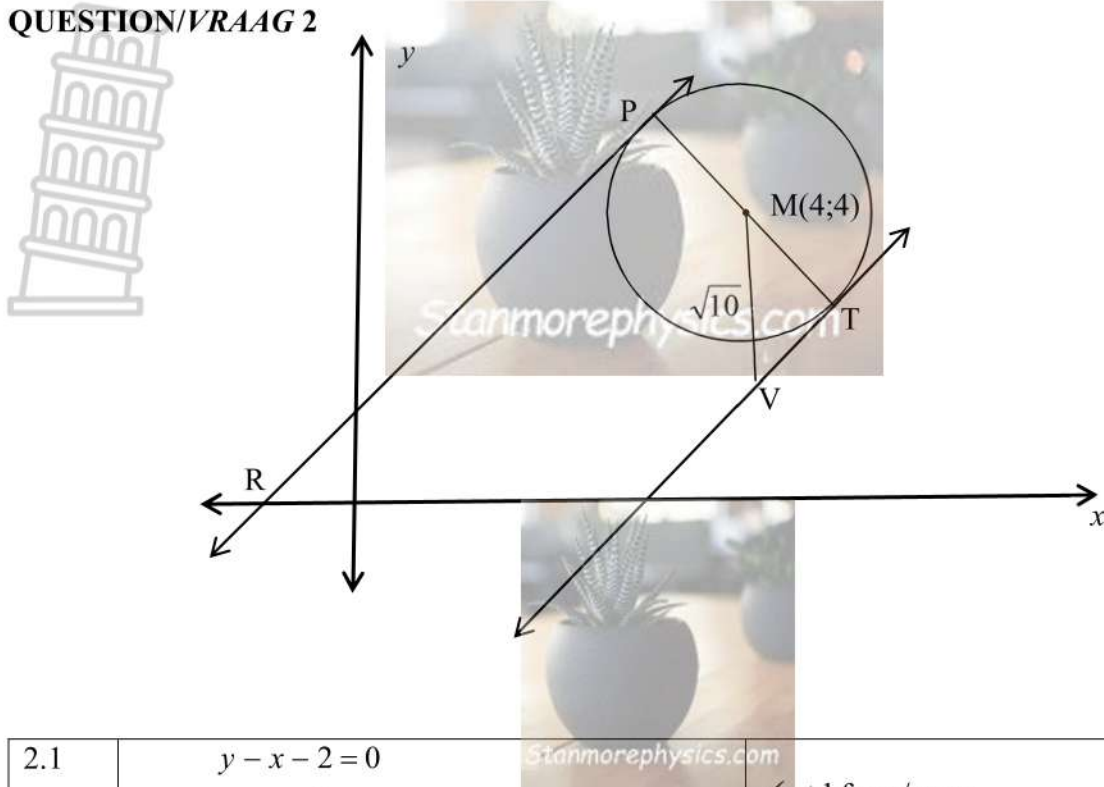 QUESTION/VRAAG 2
y
P
M(4;4)
√10
Stanmorephysics.com
T
V
R
x
2.1 y − x − 2 = 0
Stanmorephysics.com